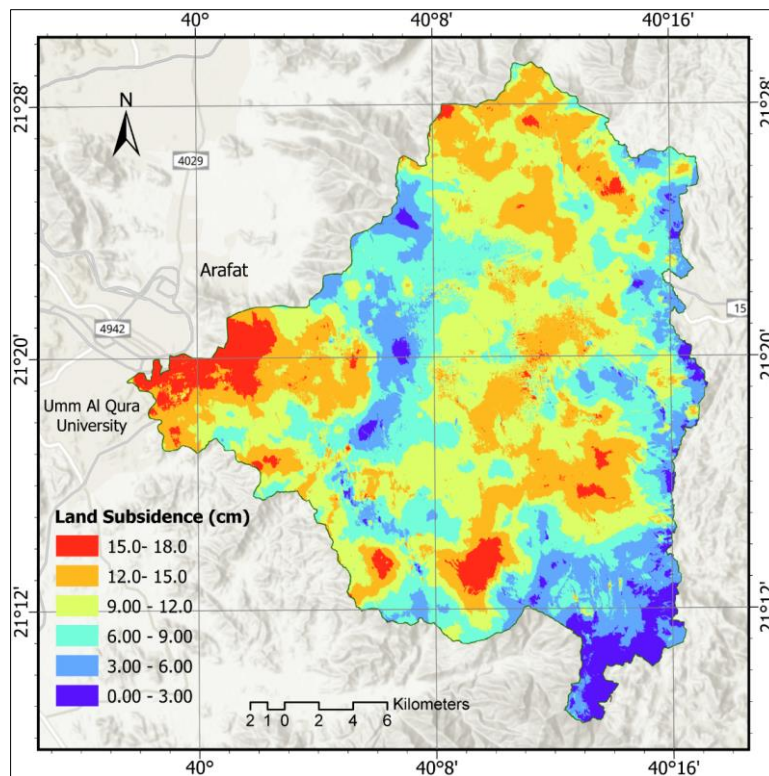 40° 40°8' 40°16'
N
21°28' 21°28'
4029
Arafat
15
4942
21°20' 21°20'
Umm Al Qura
University
Land Subsidence (cm)
15.0- 18.0
12.0 - 15.0
9.00 - 12.0
6.00 - 9.00
3.00 - 6.00
0.00 - 3.00
21°12' 21°12'
Kilometers
2 1 0 2 4 6
40° 40°8' 40°16'